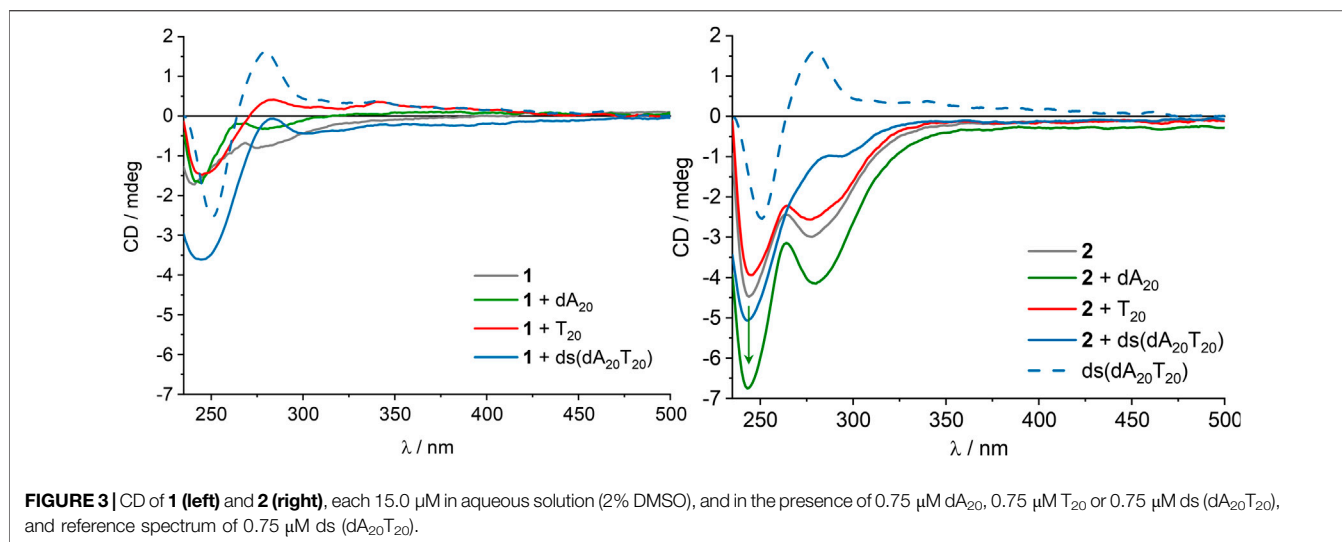 2
1
0
-1
-2
-3
-4
-5
-6
-7
250 300 350 400 450 500
CD / mdeg
λ / nm
1
1 + dA₂₀
1 + T₂₀
1 + ds(dA₂₀T₂₀)
2
1
0
-1
-2
-3
-4
-5
-6
-7
250 300 350 400 450 500
CD / mdeg
λ / nm
2
2 + dA₂₀
2 + T₂₀
2 + ds(dA₂₀T₂₀)
ds(dA₂₀T₂₀)
FIGURE 3 | CD of 1 (left) and 2 (right), each 15.0 µM in aqueous solution (2% DMSO), and in the presence of 0.75 µM dA₂₀, 0.75 µM T₂₀ or 0.75 µM ds (dA₂₀T₂₀),
and reference spectrum of 0.75 µM ds (dA₂₀T₂₀).